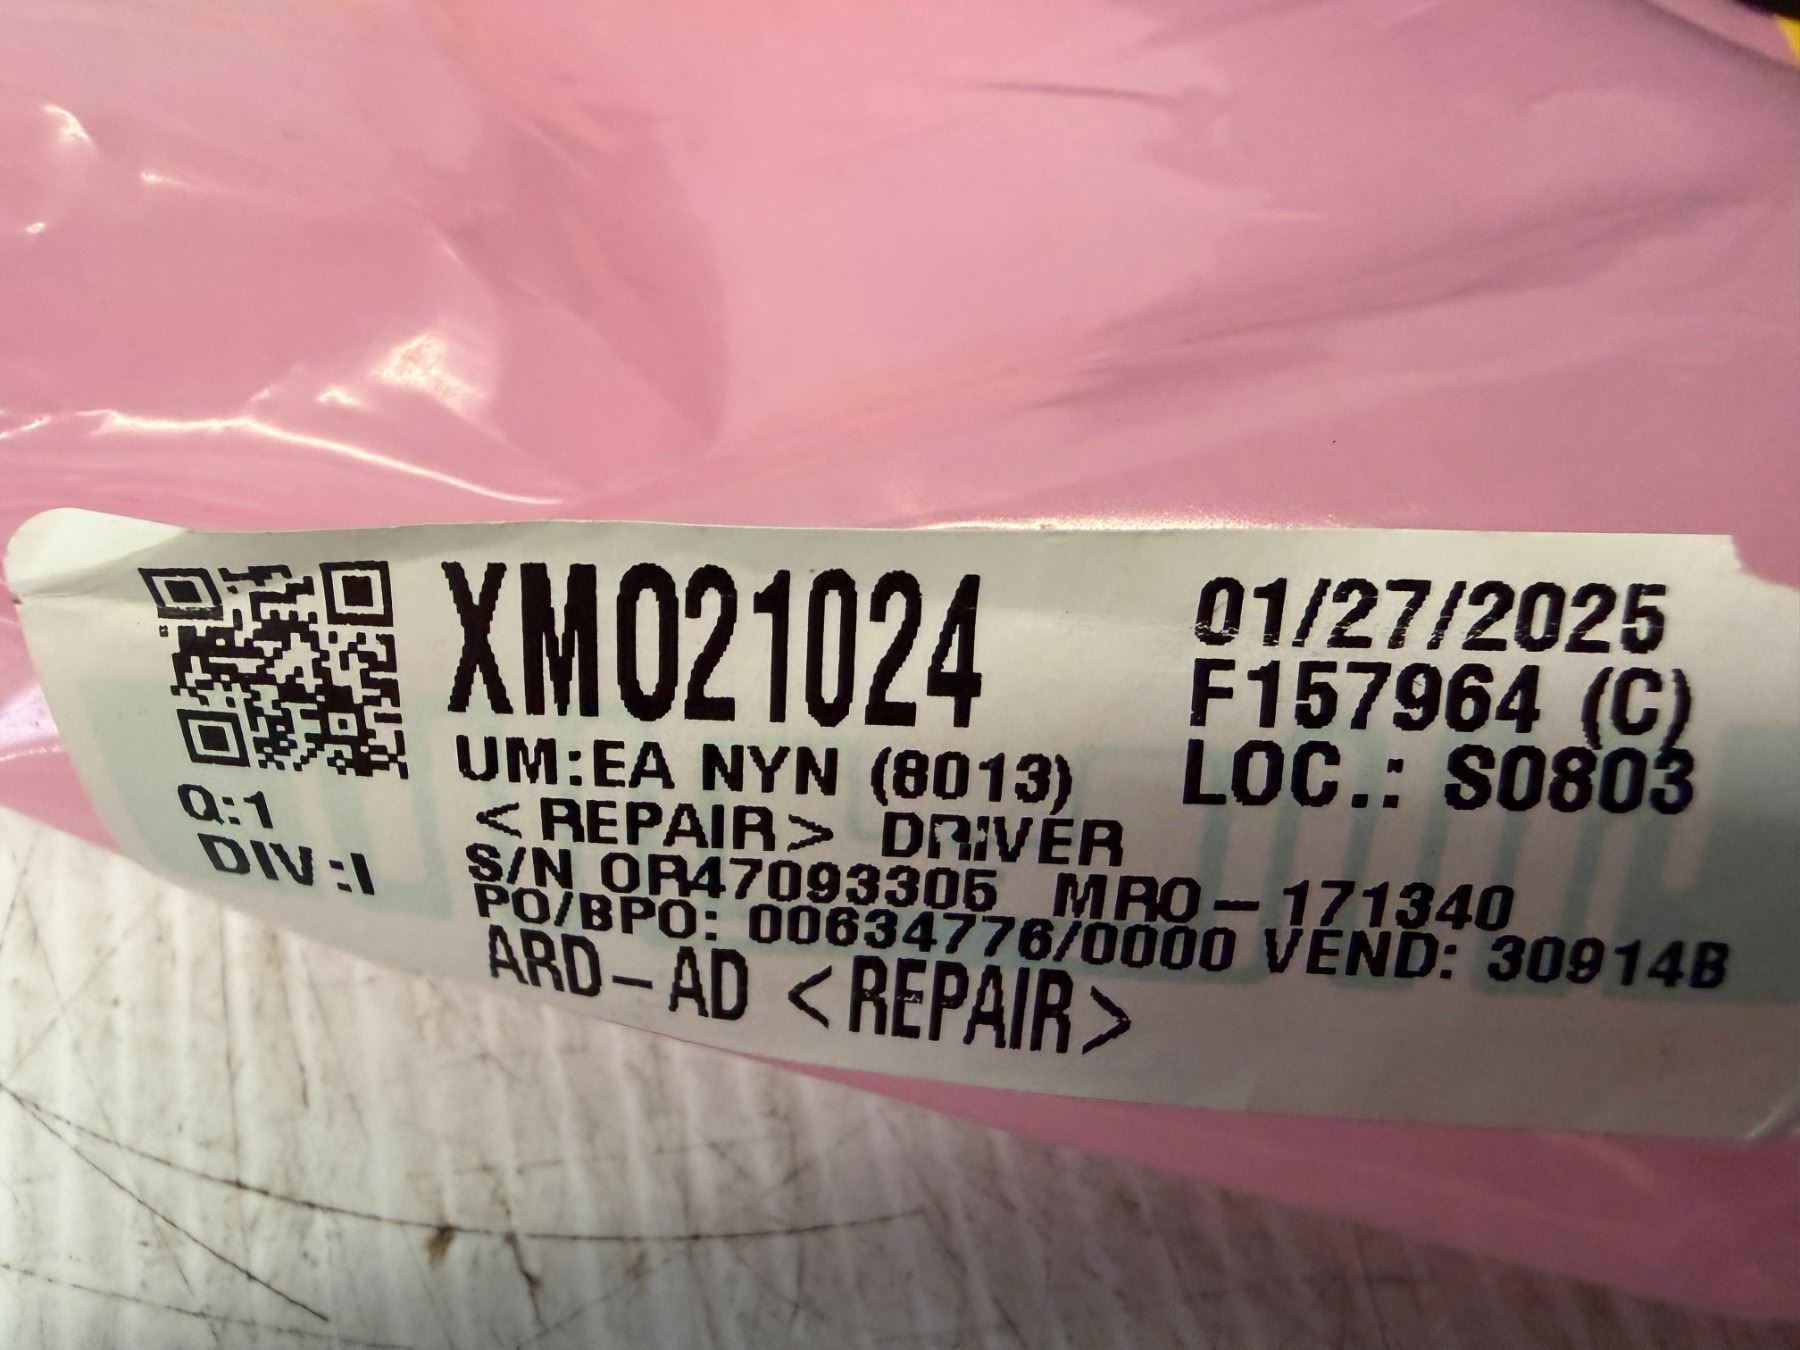 XM021024
01/27/2025
F157964 (C)
UM:EA NYN (8013)
LOC.: S0803
Q:1
<REPAIR> DRIVER
DIV:I
S/N 0R47093305 MRO-171340
PO/BPO: 00634776/0000 VEND: 30914B
ARD-AD <REPAIR>